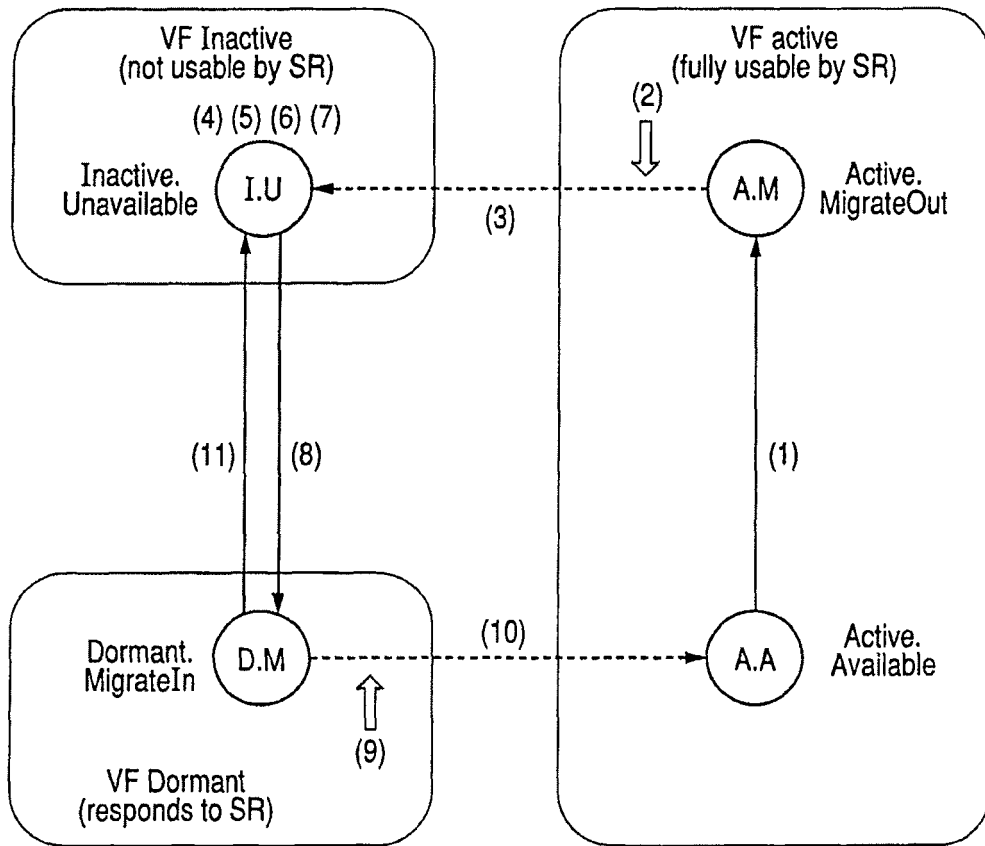 VF Inactive
(not usable by SR)
(4) (5) (6) (7)
Inactive.
Unavailable
I.U
VF active
(fully usable by SR)
(2)
A.M
Active.
MigrateOut
(3)
(11)
(8)
(1)
Dormant.
MigrateIn
D.M
(10)
(9)
A.A
Active.
Available
VF Dormant
(responds to SR)